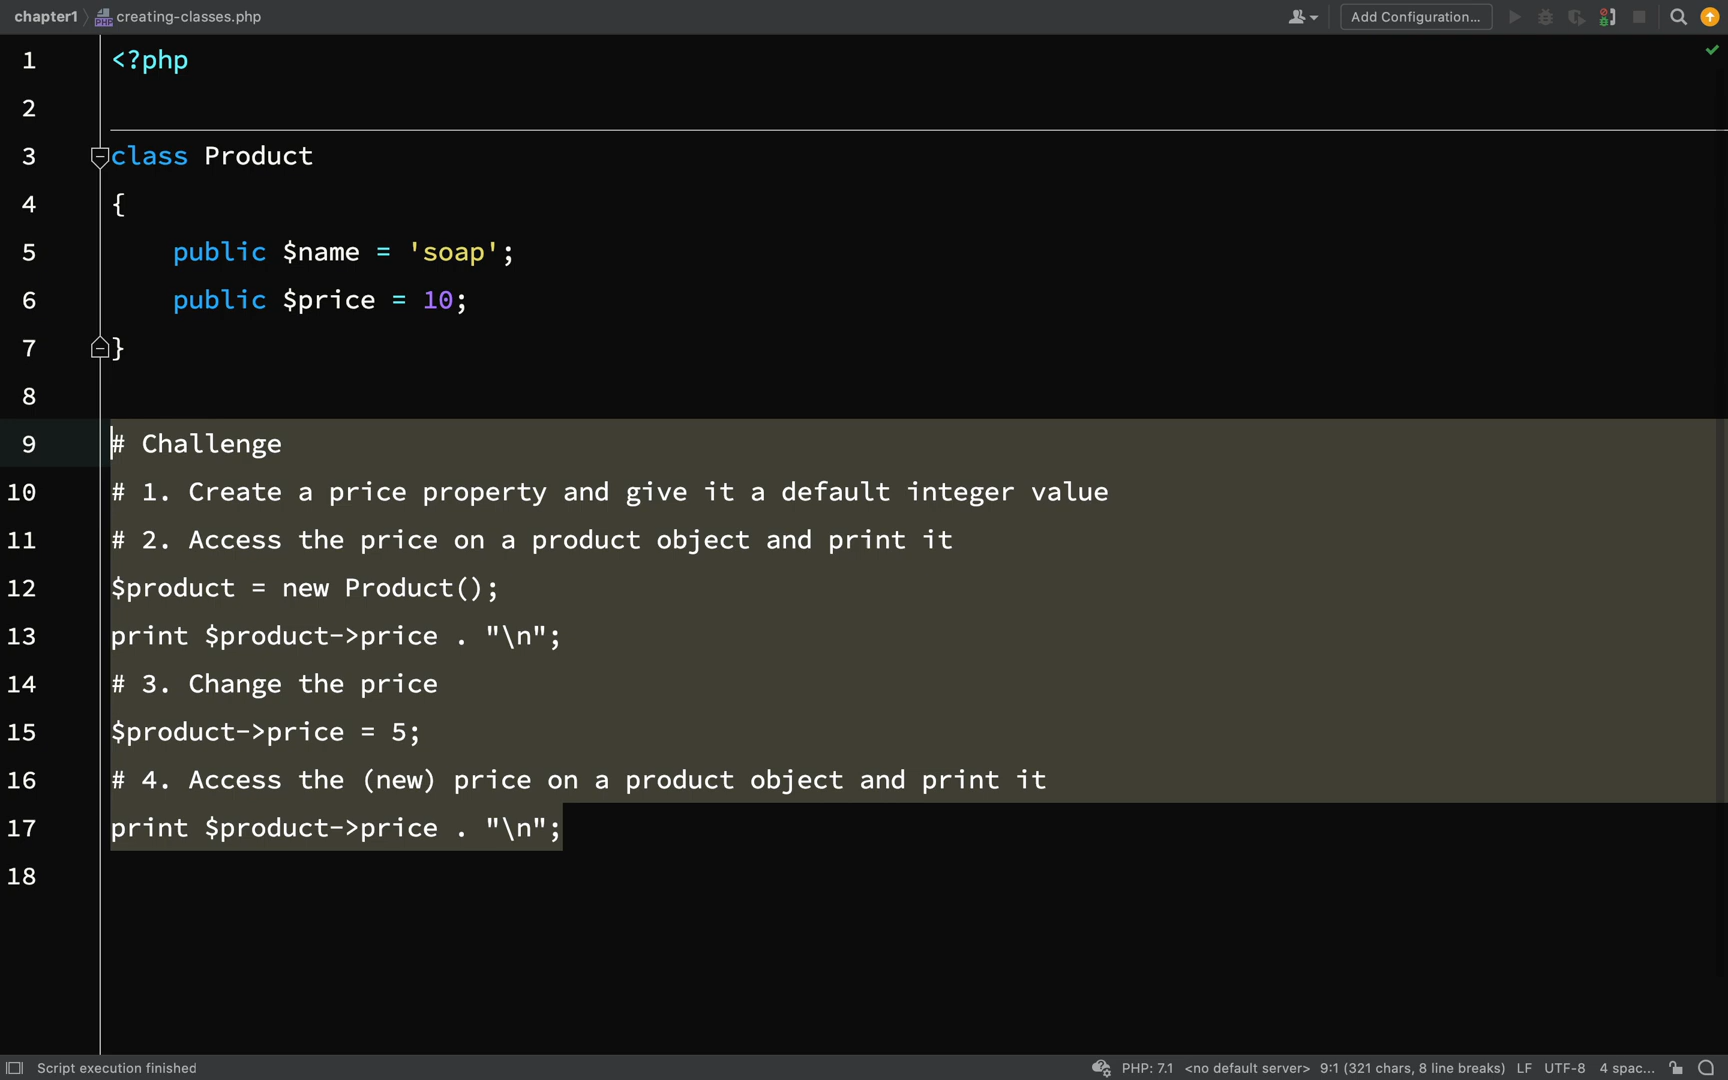 chapter1 creating-classes.php Add Configuration...
1 <?php
2
3 class Product
4 {
5 public $name = 'soap';
6 public $price = 10;
7 }
8
9 # Challenge
10 # 1. Create a price property and give it a default integer value
11 # 2. Access the price on a product object and print it
12 $product = new Product();
13 print $product->price . "\n";
14 # 3. Change the price
15 $product->price = 5;
16 # 4. Access the (new) price on a product object and print it
17 print $product->price . "\n";
18
Script execution finished PHP: 7.1 <no default server> 9:1 (321 chars, 8 line breaks) LF UTF-8 4 spac...